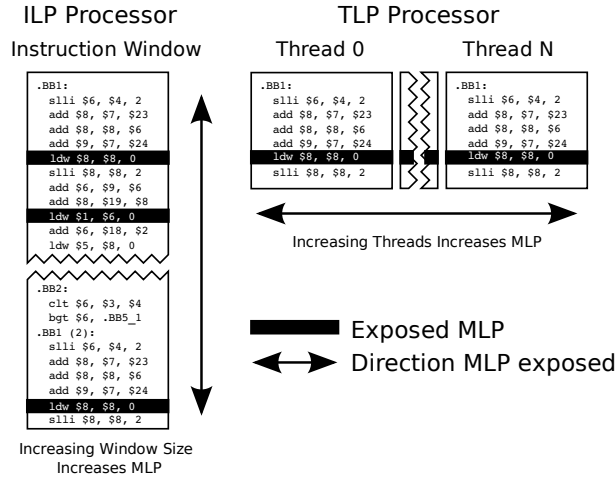 ILP Processor
Instruction Window
.BB1:
slli $6, $4, 2
add $8, $7, $23
add $8, $8, $6
add $9, $7, $24
ldw $8, $8, 0
slli $8, $8, 2
add $6, $9, $6
add $8, $19, $8
ldw $1, $6, 0
add $6, $18, $2
ldw $5, $8, 0
.BB2:
clt $6, $3, $4
bgt $6, .BB5_1
.BB1 (2):
slli $6, $4, 2
add $8, $7, $23
add $8, $8, $6
add $9, $7, $24
ldw $8, $8, 0
slli $8, $8, 2
Increasing Window Size
Increases MLP
TLP Processor
Thread 0
.BB1:
slli $6, $4, 2
add $8, $7, $23
add $8, $8, $6
add $9, $7, $24
ldw $8, $8, 0
slli $8, $8, 2
Thread N
.BB1:
slli $6, $4, 2
add $8, $7, $23
add $8, $8, $6
add $9, $7, $24
ldw $8, $8, 0
slli $8, $8, 2
Increasing Threads Increases MLP
Exposed MLP
Direction MLP exposed